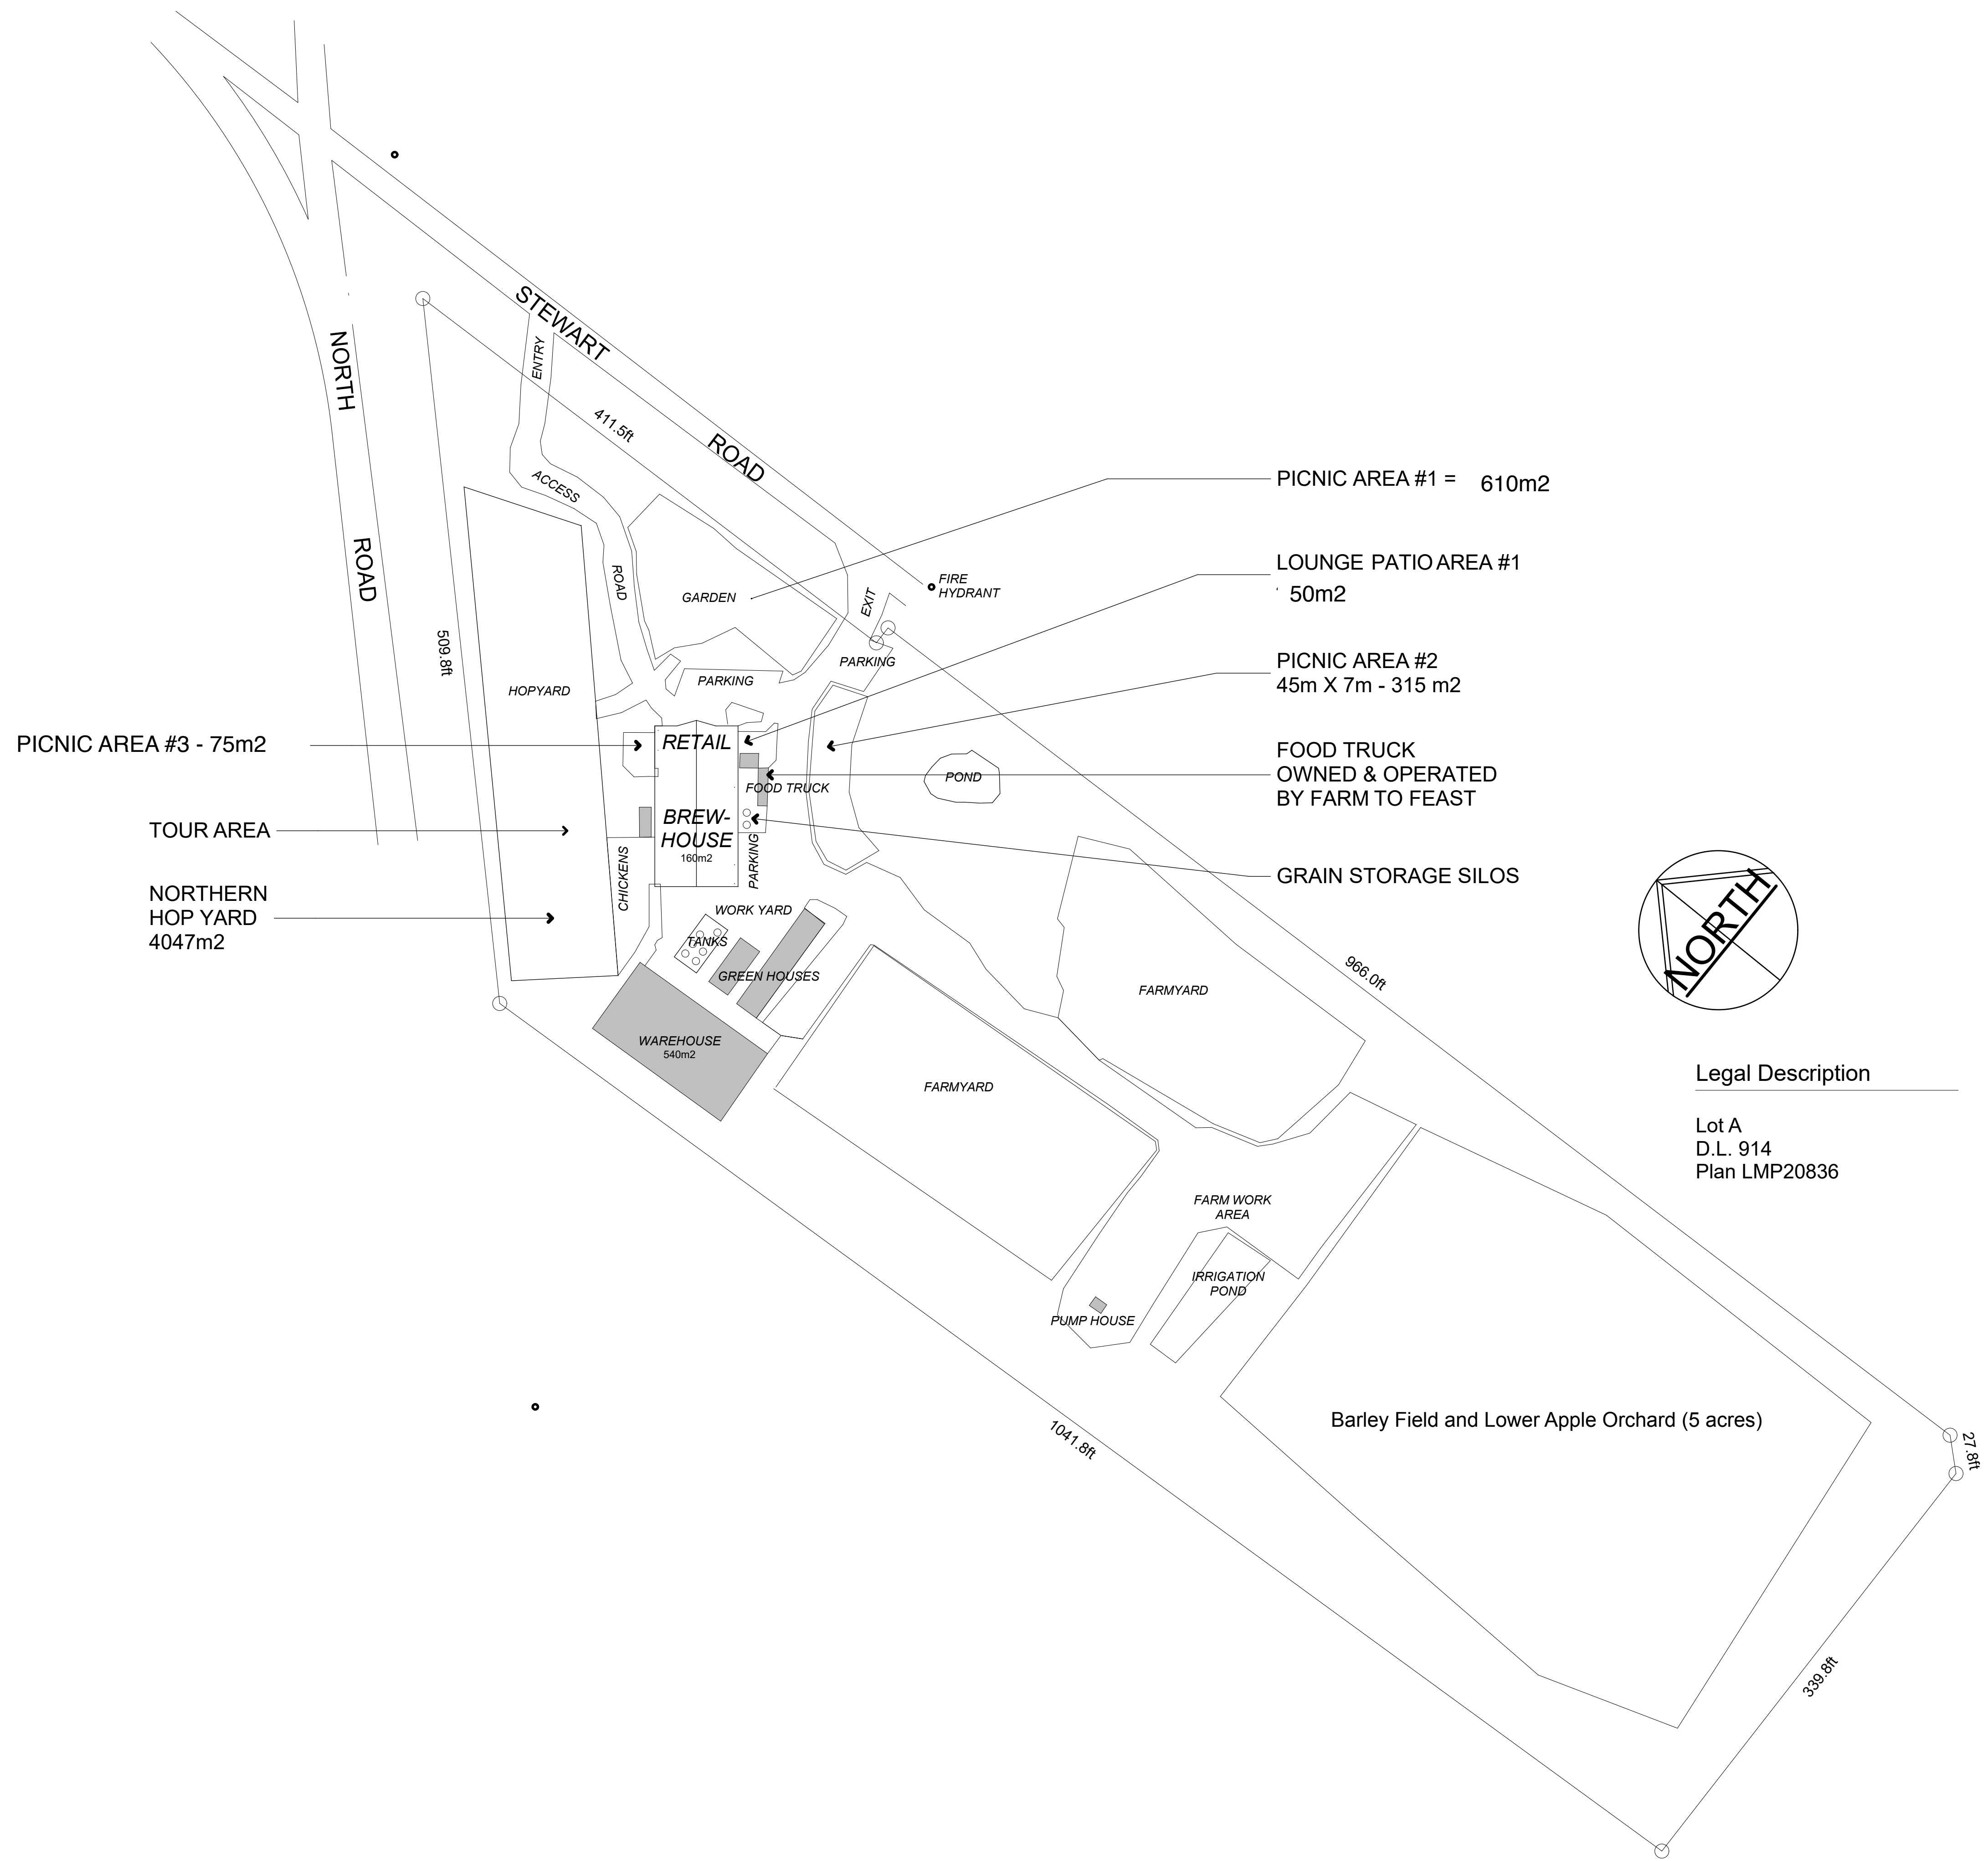 STEWART
ROAD
NORTH
ROAD
ENTRY
411.5ft
ACCESS
ROAD
PICNIC AREA #1 = 610m2
LOUNGE PATIO AREA #1
' 50m2
FIRE
HYDRANT
GARDEN
EXIT
509.8ft
PARKING
PARKING
PICNIC AREA #2
45m X 7m - 315 m2
HOPYARD
PICNIC AREA #3 - 75m2
RETAIL
FOOD TRUCK
OWNED & OPERATED
BY FARM TO FEAST
POND
FOOD TRUCK
TOUR AREA
BREW-
HOUSE
160m2
PARKING
CHICKENS
GRAIN STORAGE SILOS
NORTHERN
HOP YARD
4047m2
WORK YARD
TANKS
GREEN HOUSES
NORTH
966.0ft
FARMYARD
WAREHOUSE
540m2
FARMYARD
Legal Description
Lot A
D.L. 914
Plan LMP20836
FARM WORK
AREA
IRRIGATION
POND
PUMP HOUSE
Barley Field and Lower Apple Orchard (5 acres)
1041.8ft
27.8ft
339.8ft